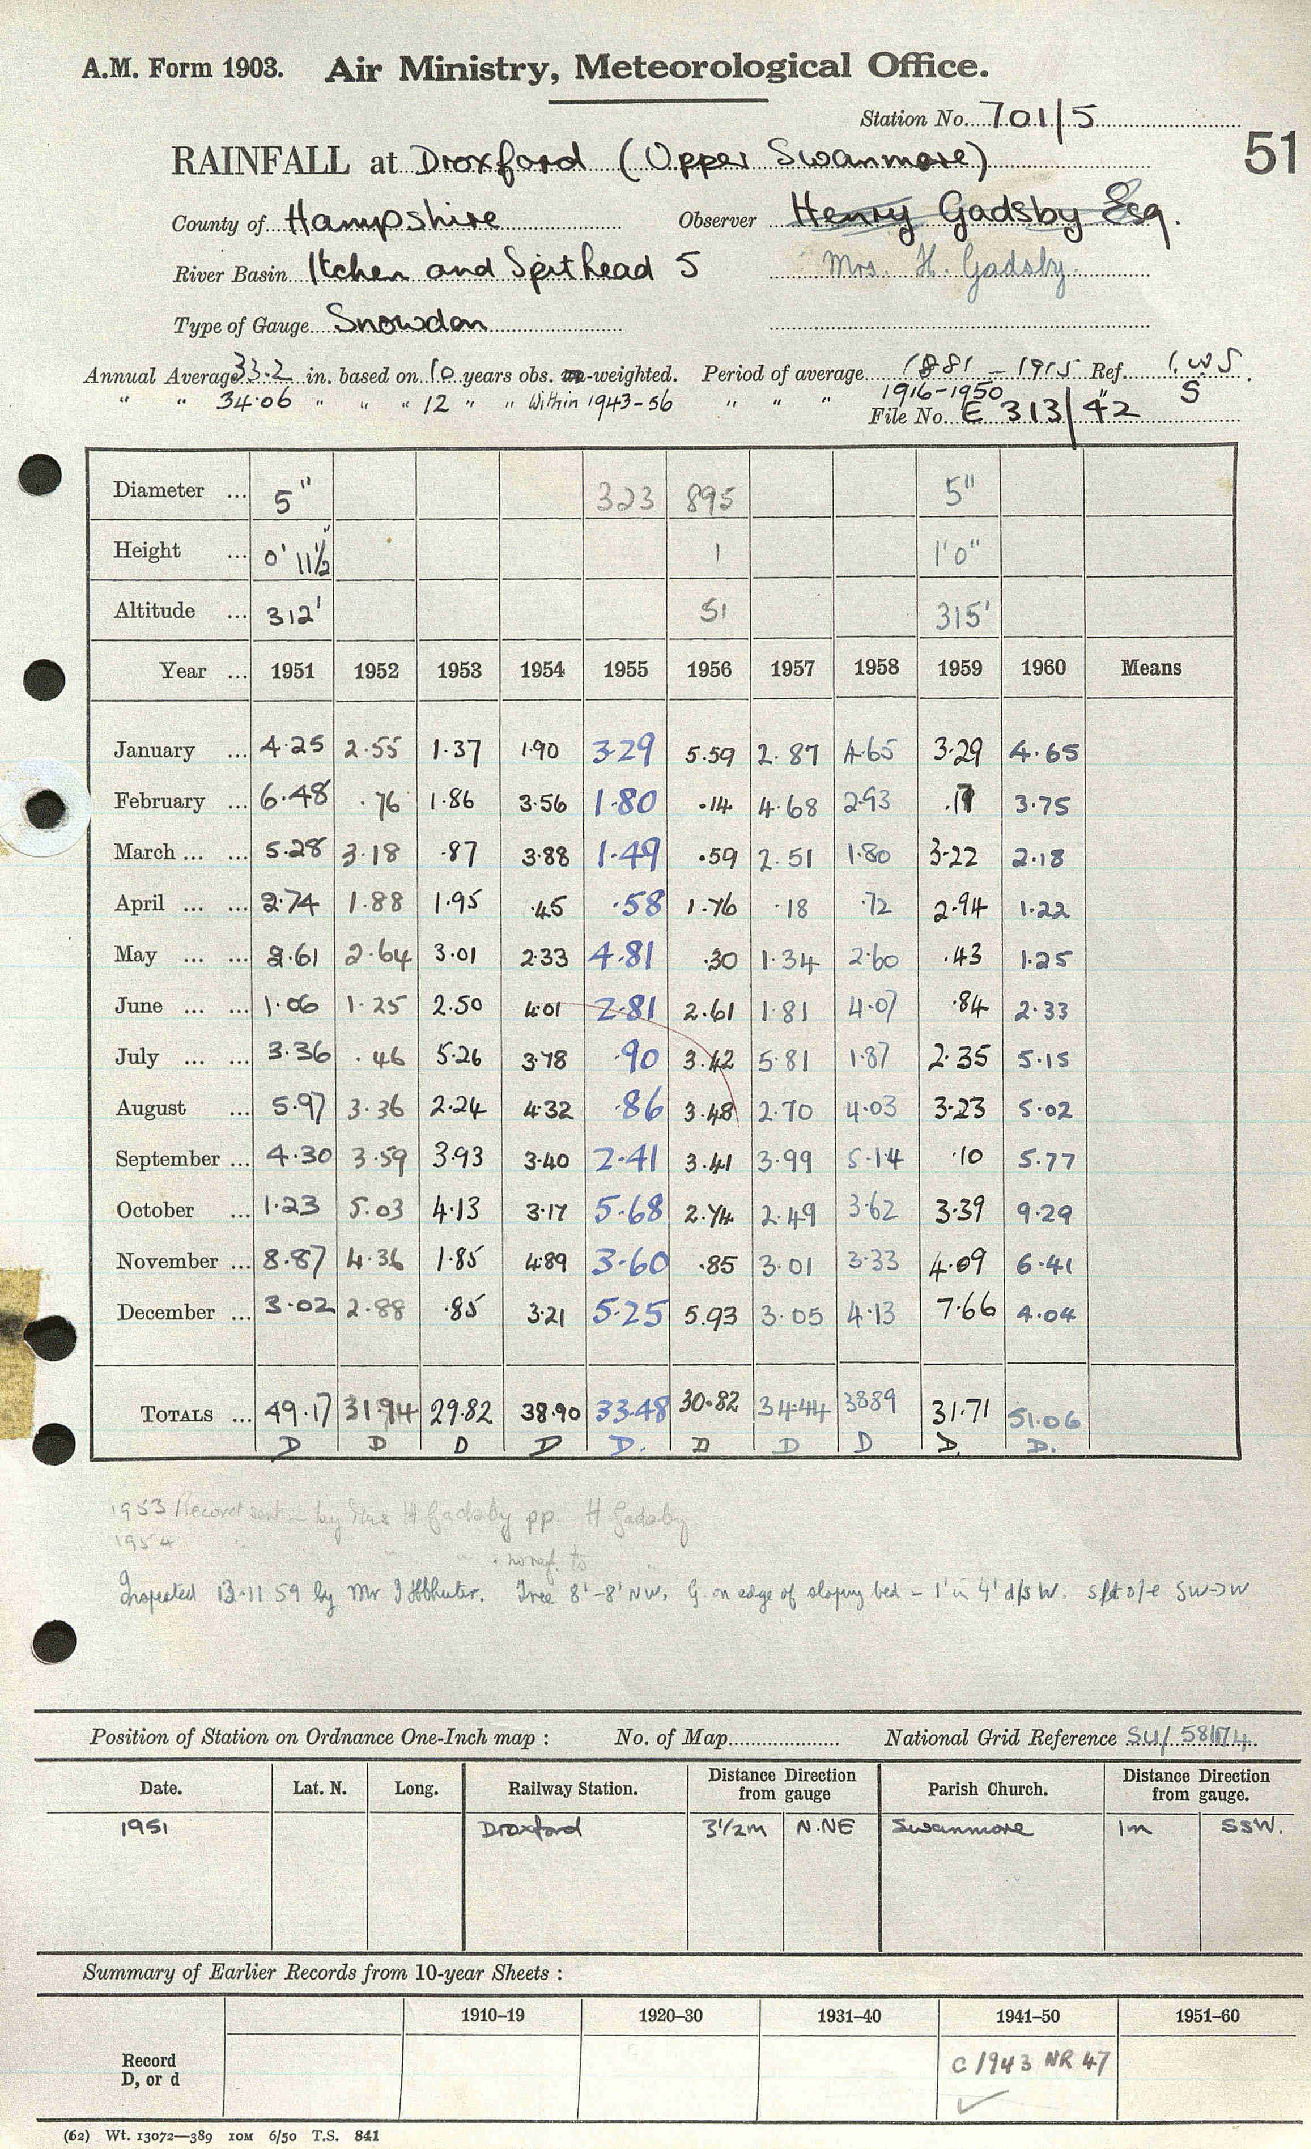 A.M. Form 1903. Air Ministry, Meteorological Office.
Station No. 701/5
51
RAINFALL at Droxford (Upper Swanmore)
County of Hampshire Observer Henry Gadsby Esq.
River Basin Itchen and Spithead 5 Mrs. H. Gadsby.
Type of Gauge Snowdon
Annual Average 33.2 in. based on 10 years obs. -weighted. Period of average 1881 - 1915 Ref. I.W.S.
" " 34.06 " " " 12 " " Within 1943-56 " " " 1916-1950 S
File No. E 313/42
Diameter ... 5" 323 895 5"
Height ... 0' 11½" 1 1'0"
Altitude ... 312' 51 315'
Year ... 1951 1952 1953 1954 1955 1956 1957 1958 1959 1960 Means
January ... 4.25 2.55 1.37 1.90 3.29 5.59 2.87 4.65 3.29 4.65
February ... 6.48 .76 1.86 3.56 1.80 .14 4.68 2.93 .17 3.75
March ... ... 5.28 3.18 .87 3.88 1.49 .59 2.51 1.80 3.22 2.18
April ... ... 2.74 1.88 1.95 .45 .58 1.76 .18 .72 2.94 1.22
May ... ... 2.61 2.64 3.01 2.33 4.81 .30 1.34 2.60 .43 1.25
June ... ... 1.06 1.25 2.50 4.01 2.81 2.61 1.81 4.07 .84 2.33
July ... ... 3.36 .46 5.26 3.78 .90 3.42 5.81 1.87 2.35 5.15
August ... 5.97 3.36 2.24 4.32 .86 3.48 2.70 4.03 3.23 5.02
September ... 4.30 3.59 3.93 3.40 2.41 3.41 3.99 5.14 .10 5.77
October ... 1.23 5.03 4.13 3.17 5.68 2.74 2.49 3.62 3.39 9.29
November ... 8.87 4.36 1.85 4.89 3.60 .85 3.01 3.33 4.09 6.41
December ... 3.02 2.88 .85 3.21 5.25 5.93 3.05 4.13 7.66 4.04
TOTALS ... 49.17 31.94 29.82 38.90 33.48 30.82 34.44 38.89 31.71 51.06
D D D D D. D D D D. D.
1953 Record sent in by Mrs H Gadsby pp. H Gadsby
1954 " " "
no ref. to
Inspected 13.11.59 by Mr Tree 8'-8' NW. G. on edge of sloping bed - 1' in 4' d/s W. SW->W
Position of Station on Ordnance One-Inch map : No. of Map National Grid Reference SU/
Date. Lat. N. Long. Railway Station. Distance from Direction gauge Parish Church. Distance from Direction gauge.
1951 Droxford 3½m N.NE Swanmore 1m SSW.
Summary of Earlier Records from 10-year Sheets :
1910–19 1920–30 1931–40 1941–50 1951–60
Record
D, or d
C 1943 NR 47
(62) Wt. 13072—389 10M 6/50 T.S. 841